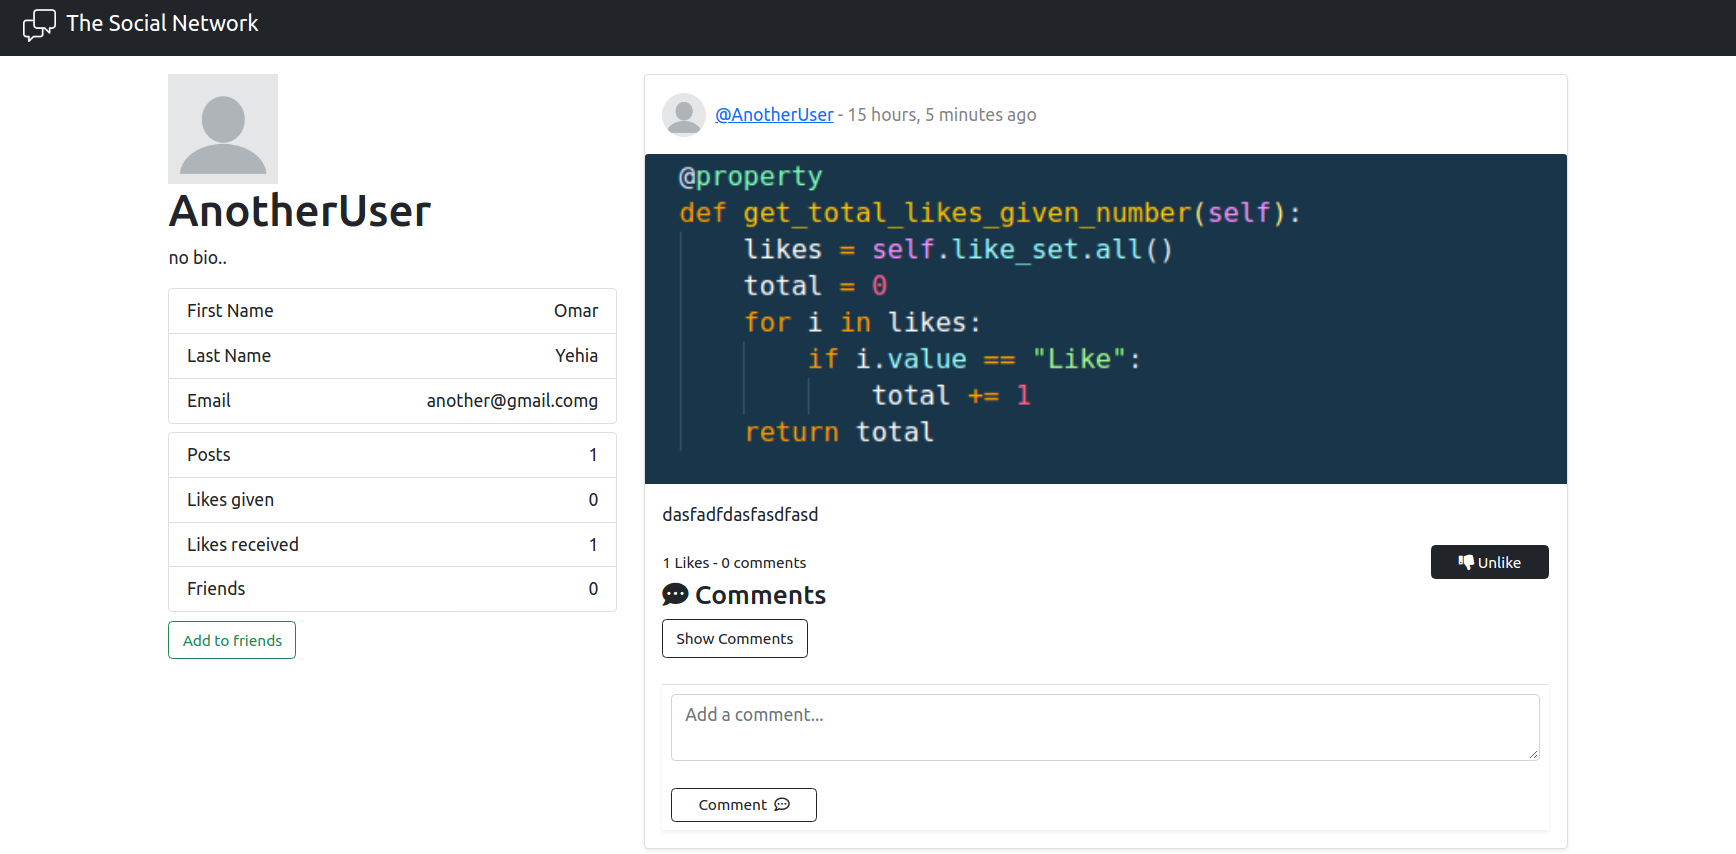 The Social Network
AnotherUser
no bio..
First Name Omar
Last Name Yehia
Email another@gmail.comg
Posts 1
Likes given 0
Likes received 1
Friends 0
Add to friends
@AnotherUser - 15 hours, 5 minutes ago
@property
def get_total_likes_given_number(self):
    likes = self.like_set.all()
    total = 0
    for i in likes:
        if i.value == "Like":
            total += 1
    return total
dasfadfdasfasdfasd
1 Likes - 0 comments
Unlike
Comments
Show Comments
Add a comment...
Comment